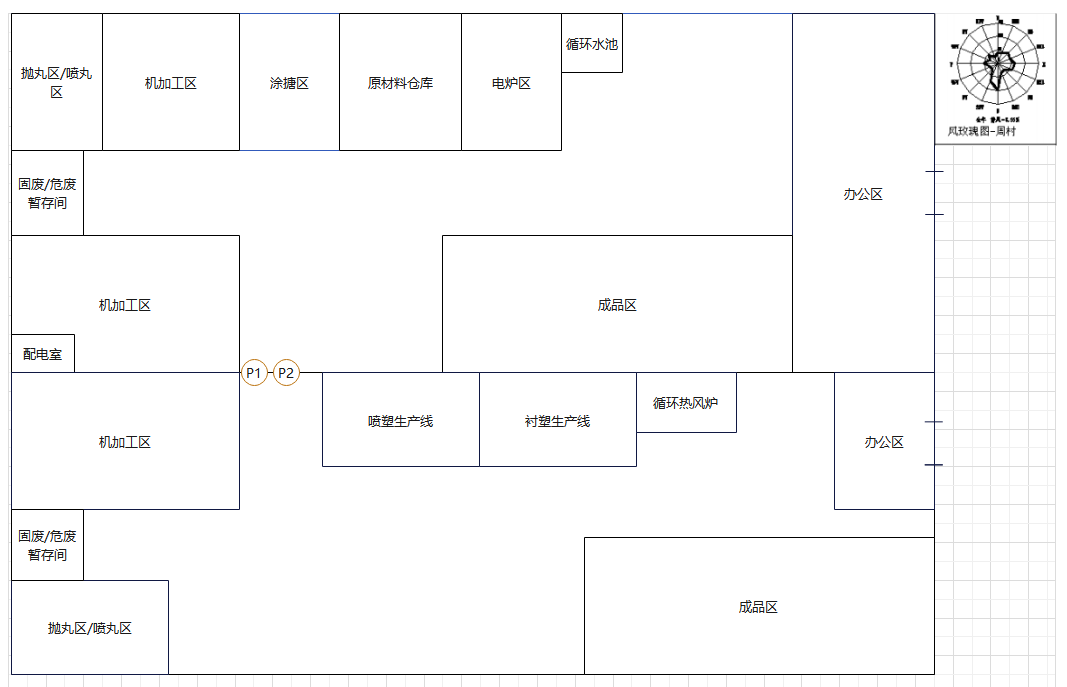 抛丸区/喷丸
区
机加工区
涂搪区
原材料仓库
电炉区
循环水池
风玫瑰图-周村
固废/危废
暂存间
办公区
机加工区
成品区
配电室
P1
P2
喷塑生产线
衬塑生产线
循环热风炉
机加工区
办公区
固废/危废
暂存间
抛丸区/喷丸区
成品区